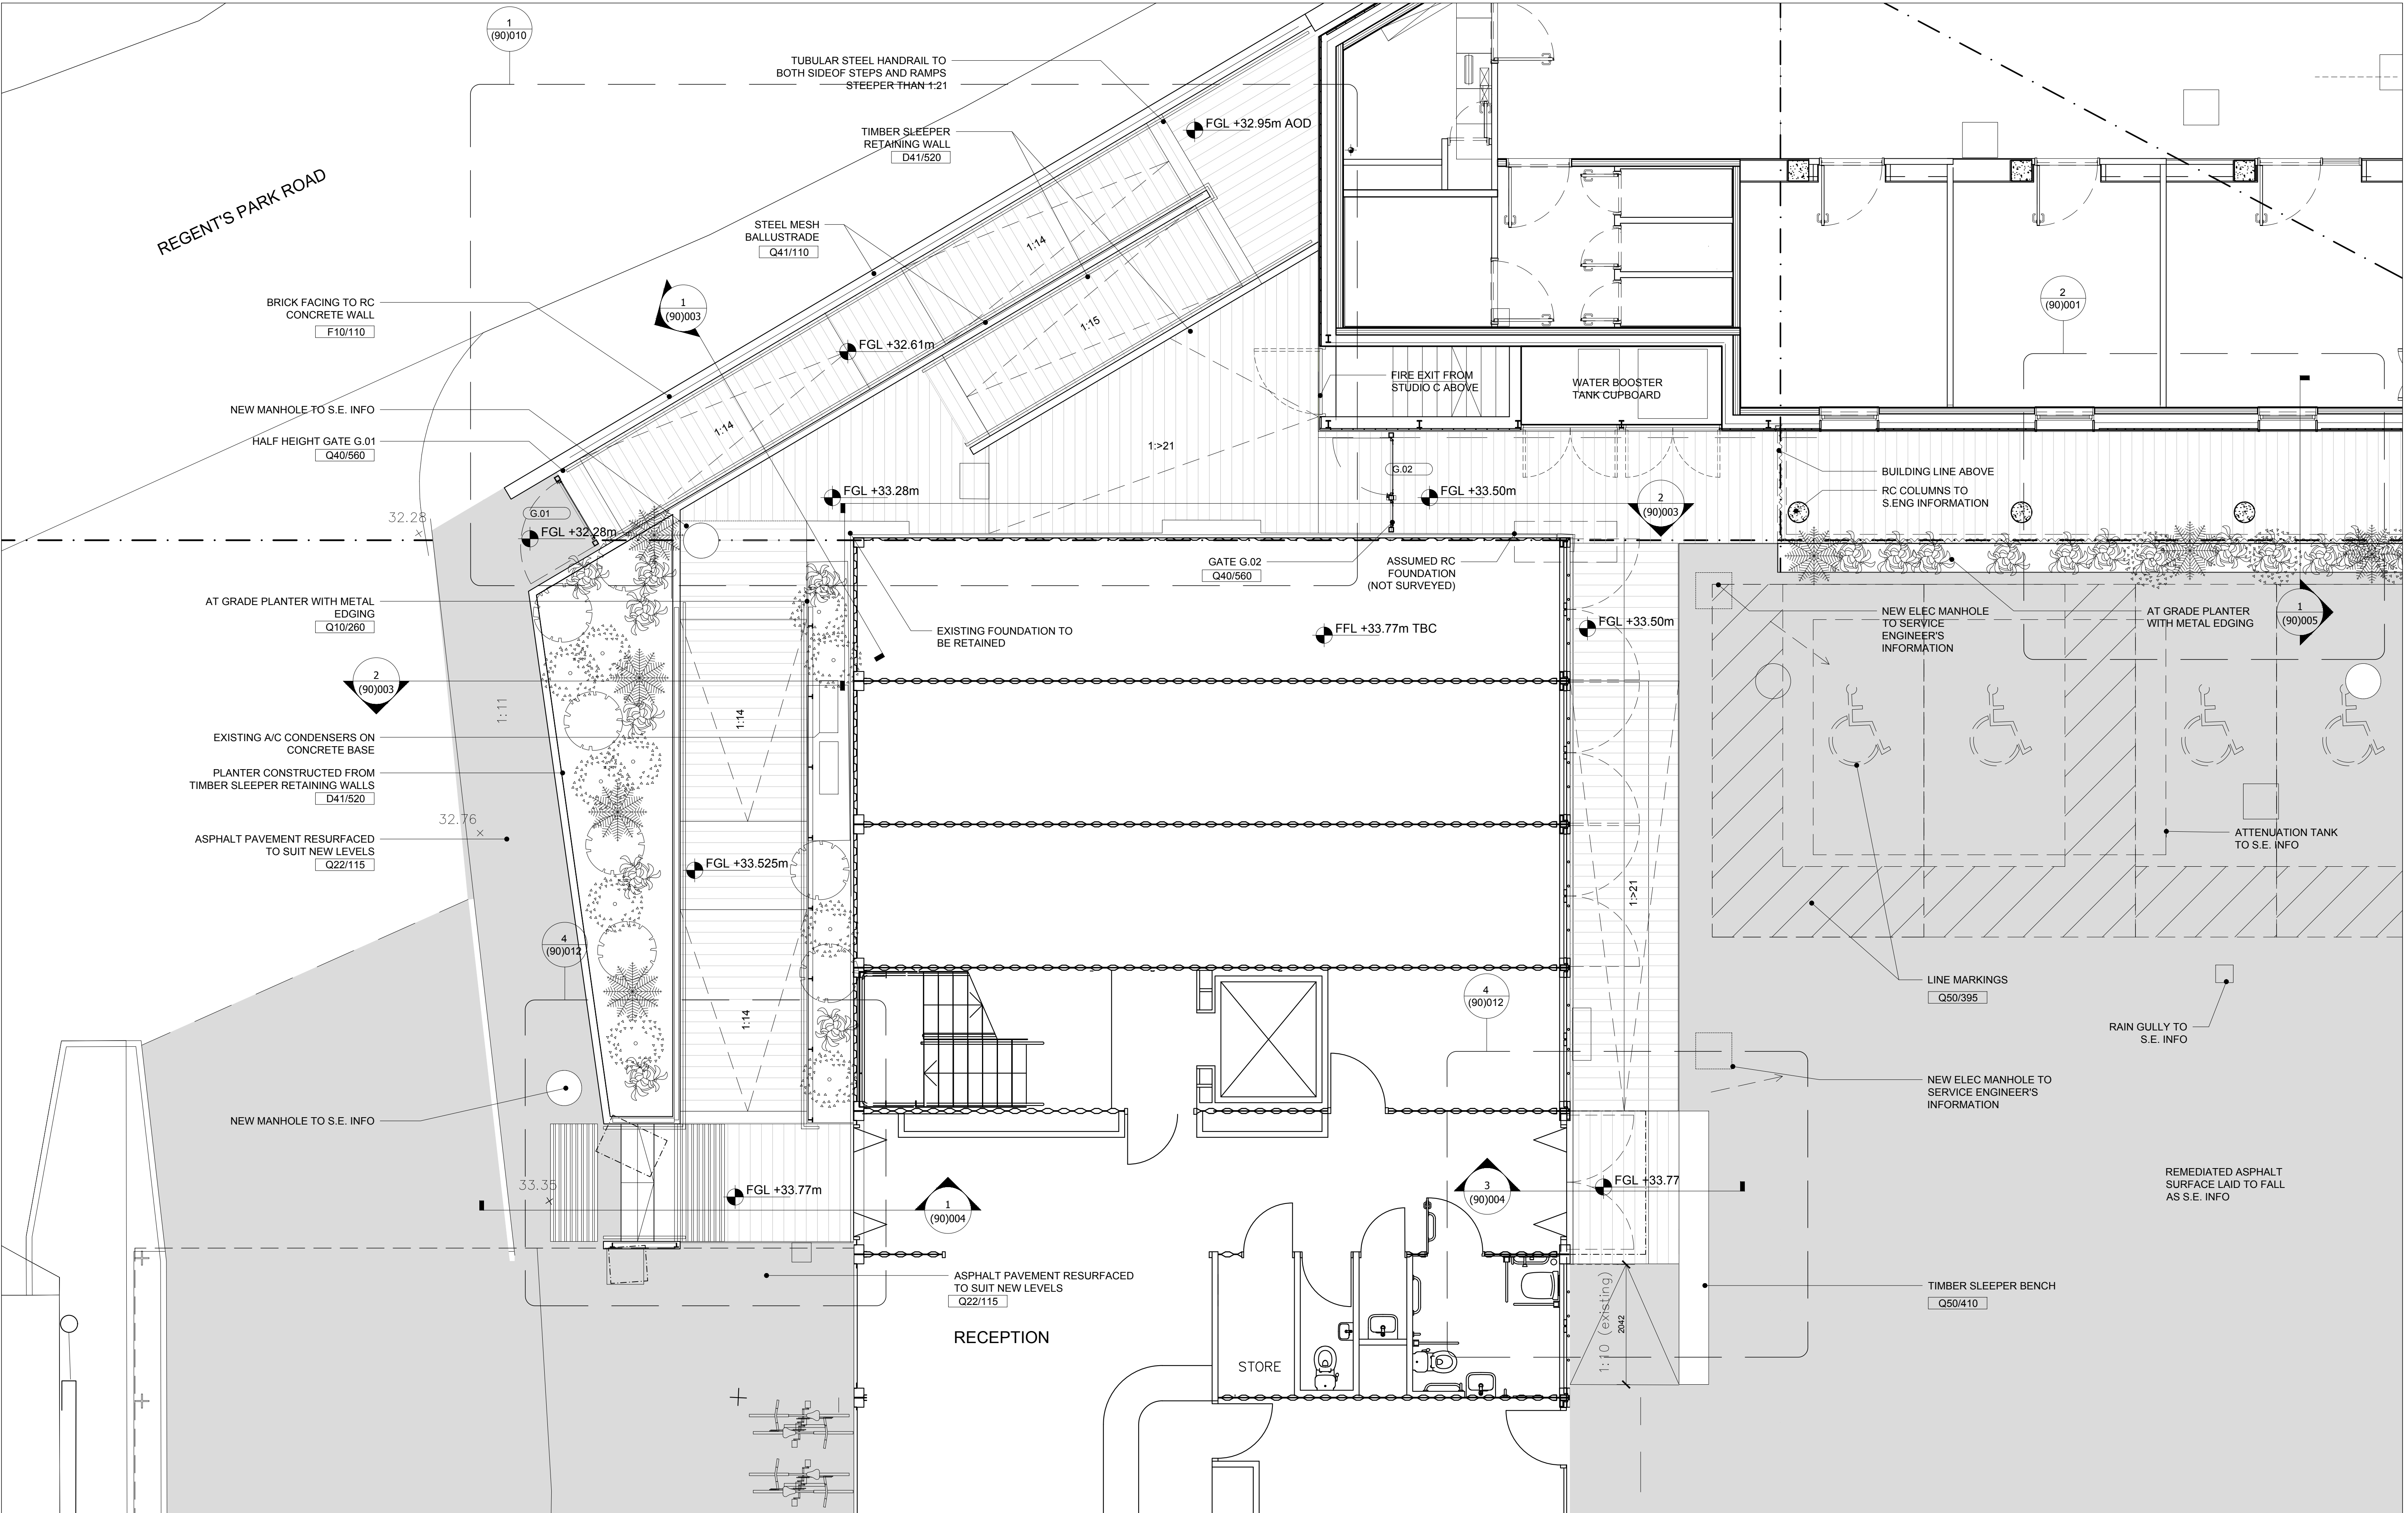 1
(90)010
TUBULAR STEEL HANDRAIL TO
BOTH SIDEOF STEPS AND RAMPS
STEEPER THAN 1:21
FGL +32.95m AOD
TIMBER SLEEPER
RETAINING WALL
D41/520
REGENT'S PARK ROAD
STEEL MESH
BALLUSTRADE
Q41/110
1:14
1
(90)003
1:15
BRICK FACING TO RC
CONCRETE WALL
F10/110
FGL +32.61m
2
(90)001
FIRE EXIT FROM
STUDIO C ABOVE
WATER BOOSTER
TANK CUPBOARD
NEW MANHOLE TO S.E. INFO
1:14
HALF HEIGHT GATE G.01
Q40/560
1:>21
G.02
BUILDING LINE ABOVE
RC COLUMNS TO
S.ENG INFORMATION
FGL +33.28m
FGL +33.50m
2
(90)003
32.28
G.01
FGL +32.28m
GATE G.02
Q40/560
ASSUMED RC
FOUNDATION
(NOT SURVEYED)
AT GRADE PLANTER WITH METAL
EDGING
Q10/260
EXISTING FOUNDATION TO
BE RETAINED
FFL +33.77m TBC
FGL +33.50m
NEW ELEC MANHOLE
TO SERVICE
ENGINEER'S
INFORMATION
AT GRADE PLANTER
WITH METAL EDGING
1
(90)005
2
(90)003
1:11
1:14
EXISTING A/C CONDENSERS ON
CONCRETE BASE
PLANTER CONSTRUCTED FROM
TIMBER SLEEPER RETAINING WALLS
D41/520
32.76
ASPHALT PAVEMENT RESURFACED
TO SUIT NEW LEVELS
Q22/115
FGL +33.525m
ATTENUATION TANK
TO S.E. INFO
1:>21
4
(90)012
4
(90)012
LINE MARKINGS
Q50/395
1:14
RAIN GULLY TO
S.E. INFO
NEW ELEC MANHOLE TO
SERVICE ENGINEER'S
INFORMATION
NEW MANHOLE TO S.E. INFO
33.35
FGL +33.77m
1
(90)004
3
(90)004
FGL +33.77
REMEDIATED ASPHALT
SURFACE LAID TO FALL
AS S.E. INFO
ASPHALT PAVEMENT RESURFACED
TO SUIT NEW LEVELS
Q22/115
TIMBER SLEEPER BENCH
Q50/410
RECEPTION
STORE
1:10 (existing)
2042